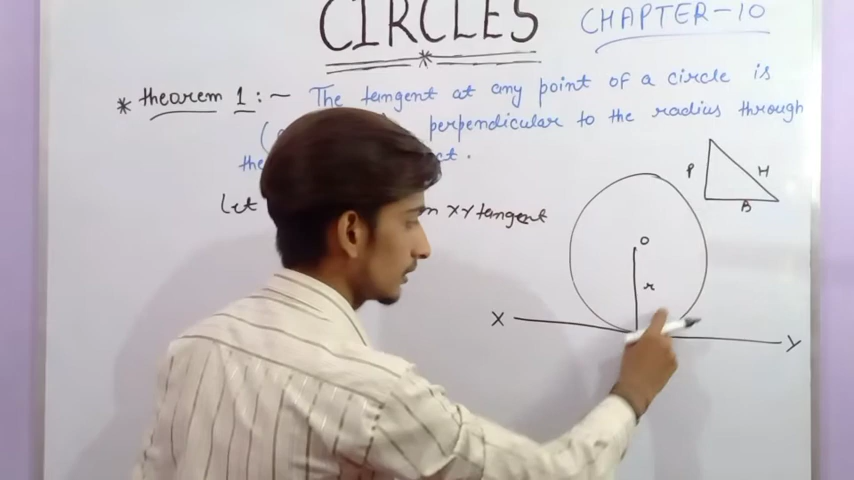 CIRCLES
CHAPTER-10
* theorem 1 :- The tangent at any point of a circle is
perpendicular to the radius through
the
Let XY tangent
P H
B
O
r
X
Y